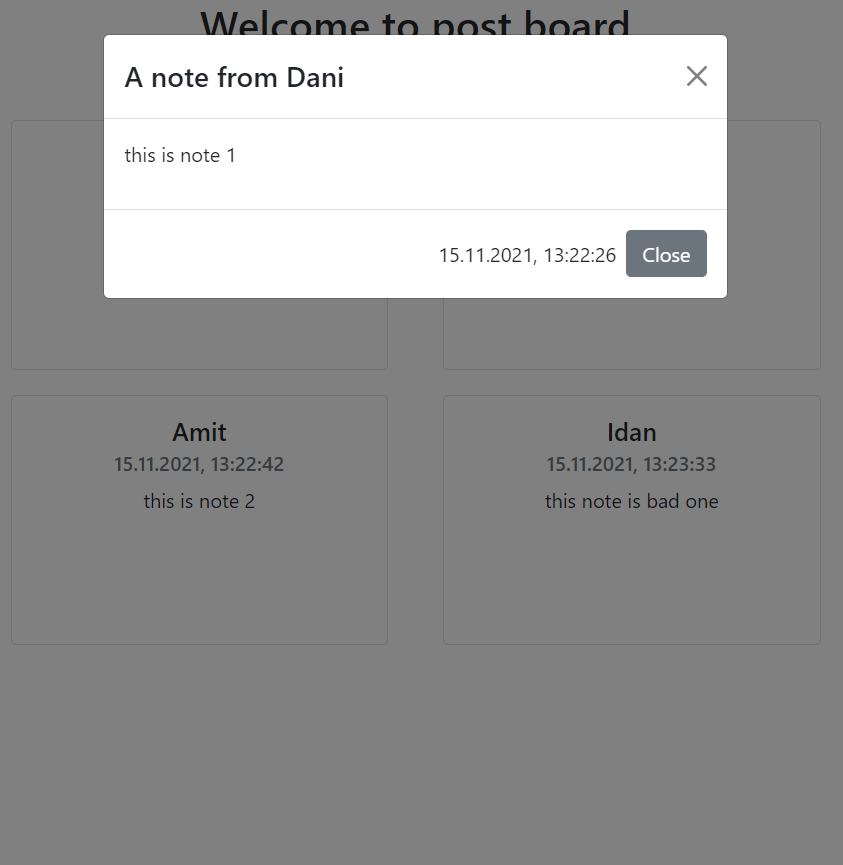 Welcome to post board
A note from Dani
this is note 1
15.11.2021, 13:22:26
Close
Amit
15.11.2021, 13:22:42
this is note 2
Idan
15.11.2021, 13:23:33
this note is bad one